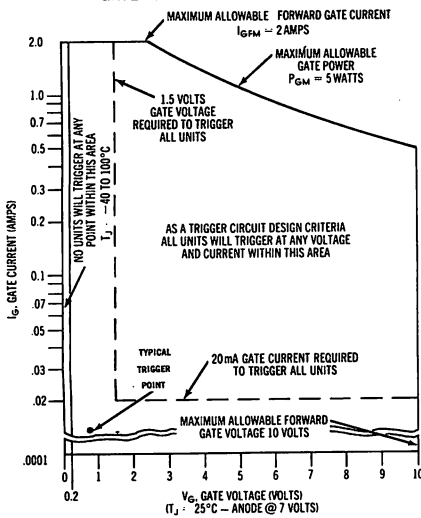 MAXIMUM ALLOWABLE FORWARD GATE CURRENT
IGFM = 2 AMPS
MAXIMUM ALLOWABLE
GATE POWER
PGM = 5 WATTS
1.5 VOLTS
GATE VOLTAGE
REQUIRED TO TRIGGER
ALL UNITS
NO UNITS WILL TRIGGER AT ANY
POINT WITHIN THIS AREA
TJ : -40 TO 100°C
AS A TRIGGER CIRCUIT DESIGN CRITERIA
ALL UNITS WILL TRIGGER AT ANY VOLTAGE
AND CURRENT WITHIN THIS AREA
TYPICAL
TRIGGER
POINT
20 mA GATE CURRENT REQUIRED
TO TRIGGER ALL UNITS
MAXIMUM ALLOWABLE FORWARD
GATE VOLTAGE 10 VOLTS
IG, GATE CURRENT (AMPS)
2.0
1.0
0.7
0.5
0.3
0.2
0.1
.07
.05
.03
.02
.0001
0 1 2 3 4 5 6 7 8 9 10
0.2
VG, GATE VOLTAGE (VOLTS)
(TJ = 25°C — ANODE @ 7 VOLTS)